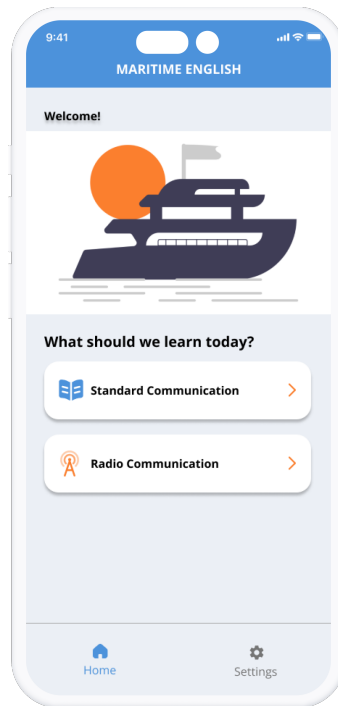 9:41
MARITIME ENGLISH
Welcome!
What should we learn today?
Standard Communication
Radio Communication
Home
Settings